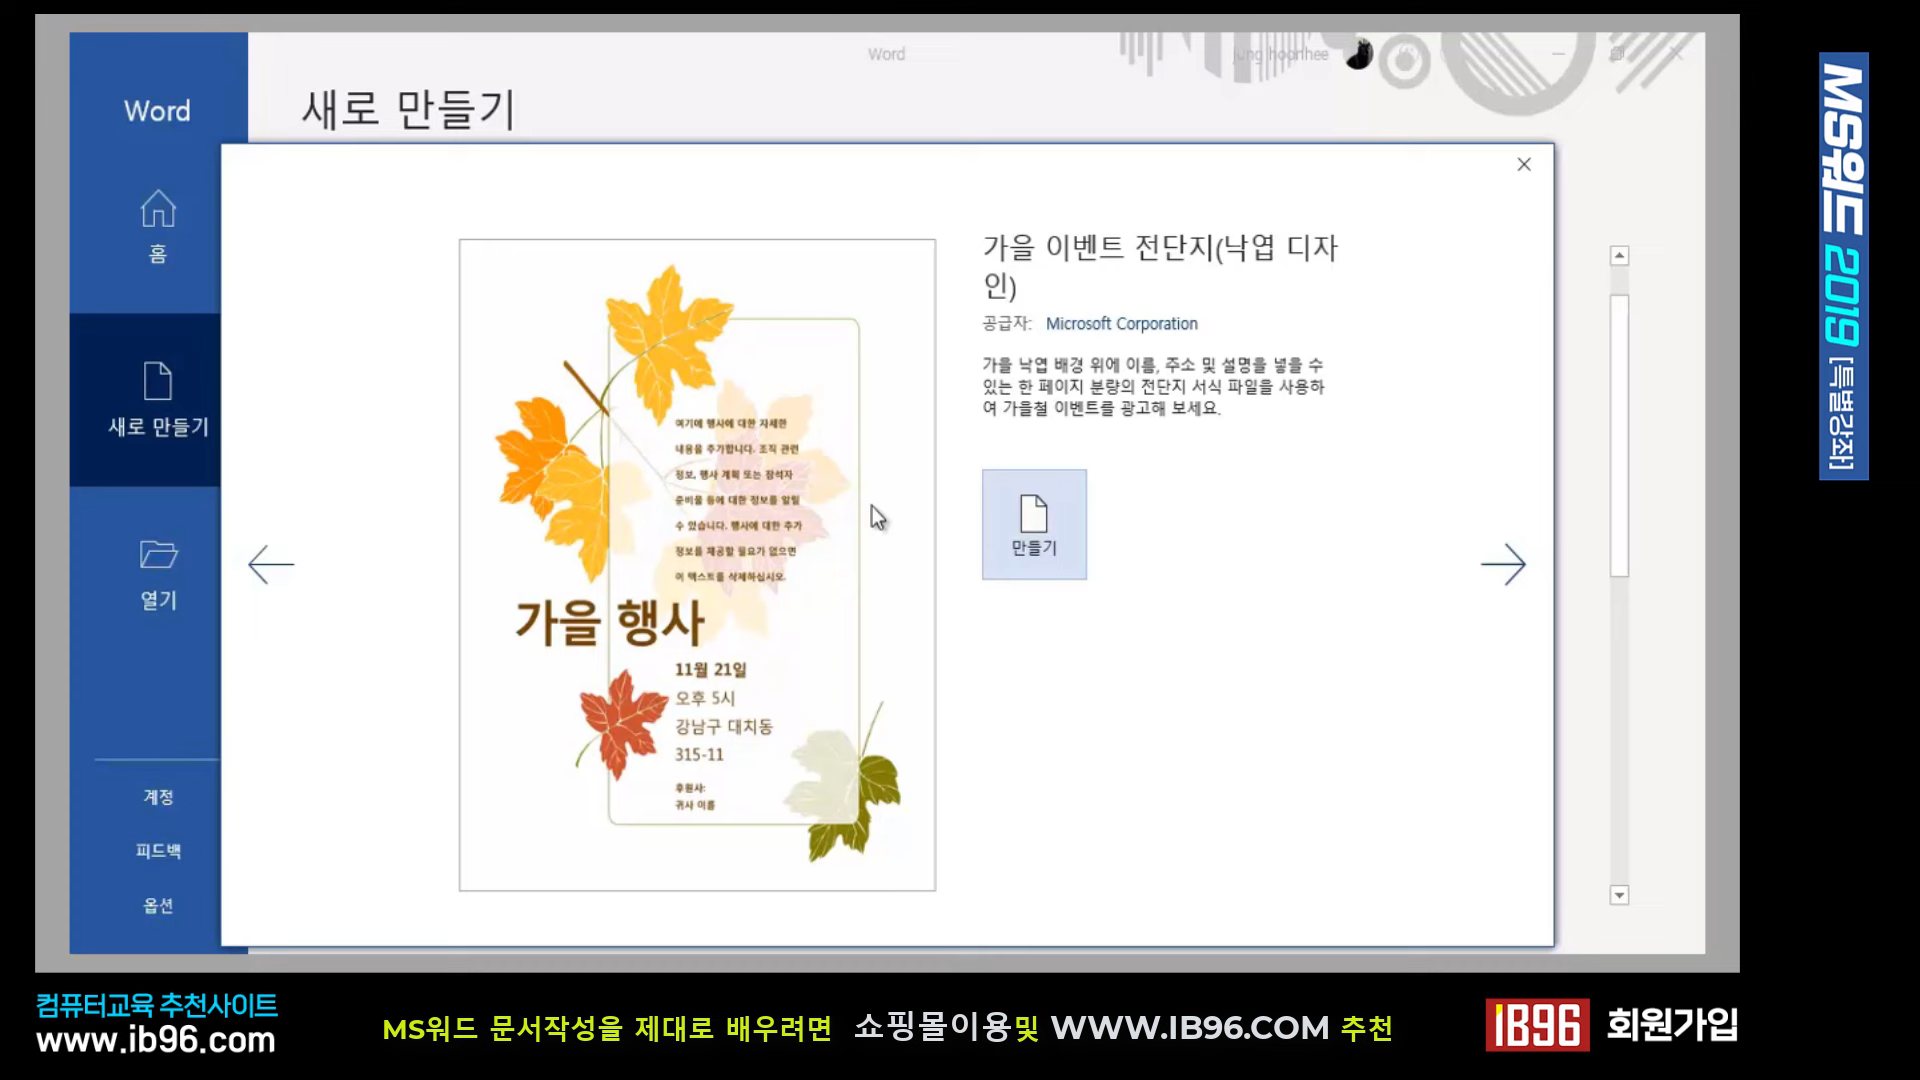 Word
jung hoonhee
Word
새로 만들기
홈
새로 만들기
열기
계정
피드백
옵션
여기에 행사에 대한 자세한
내용을 추가합니다. 조직 관련
정보, 행사 계획 또는 참석자
준비물 등에 대한 정보를 알릴
수 있습니다. 행사에 대한 추가
정보를 제공할 필요가 없으면
이 텍스트를 삭제하십시오.
가을 행사
11월 21일
오후 5시
강남구 대치동
315-11
후원사:
귀사 이름
가을 이벤트 전단지(낙엽 디자
인)
공급자: Microsoft Corporation
가을 낙엽 배경 위에 이름, 주소 및 설명을 넣을 수
있는 한 페이지 분량의 전단지 서식 파일을 사용하
여 가을철 이벤트를 광고해 보세요.
만들기
MS워드 2019 [특별강좌]
컴퓨터교육 추천사이트
www.ib96.com
MS워드 문서작성을 제대로 배우려면 쇼핑몰이용및 WWW.IB96.COM 추천
IB96 회원가입